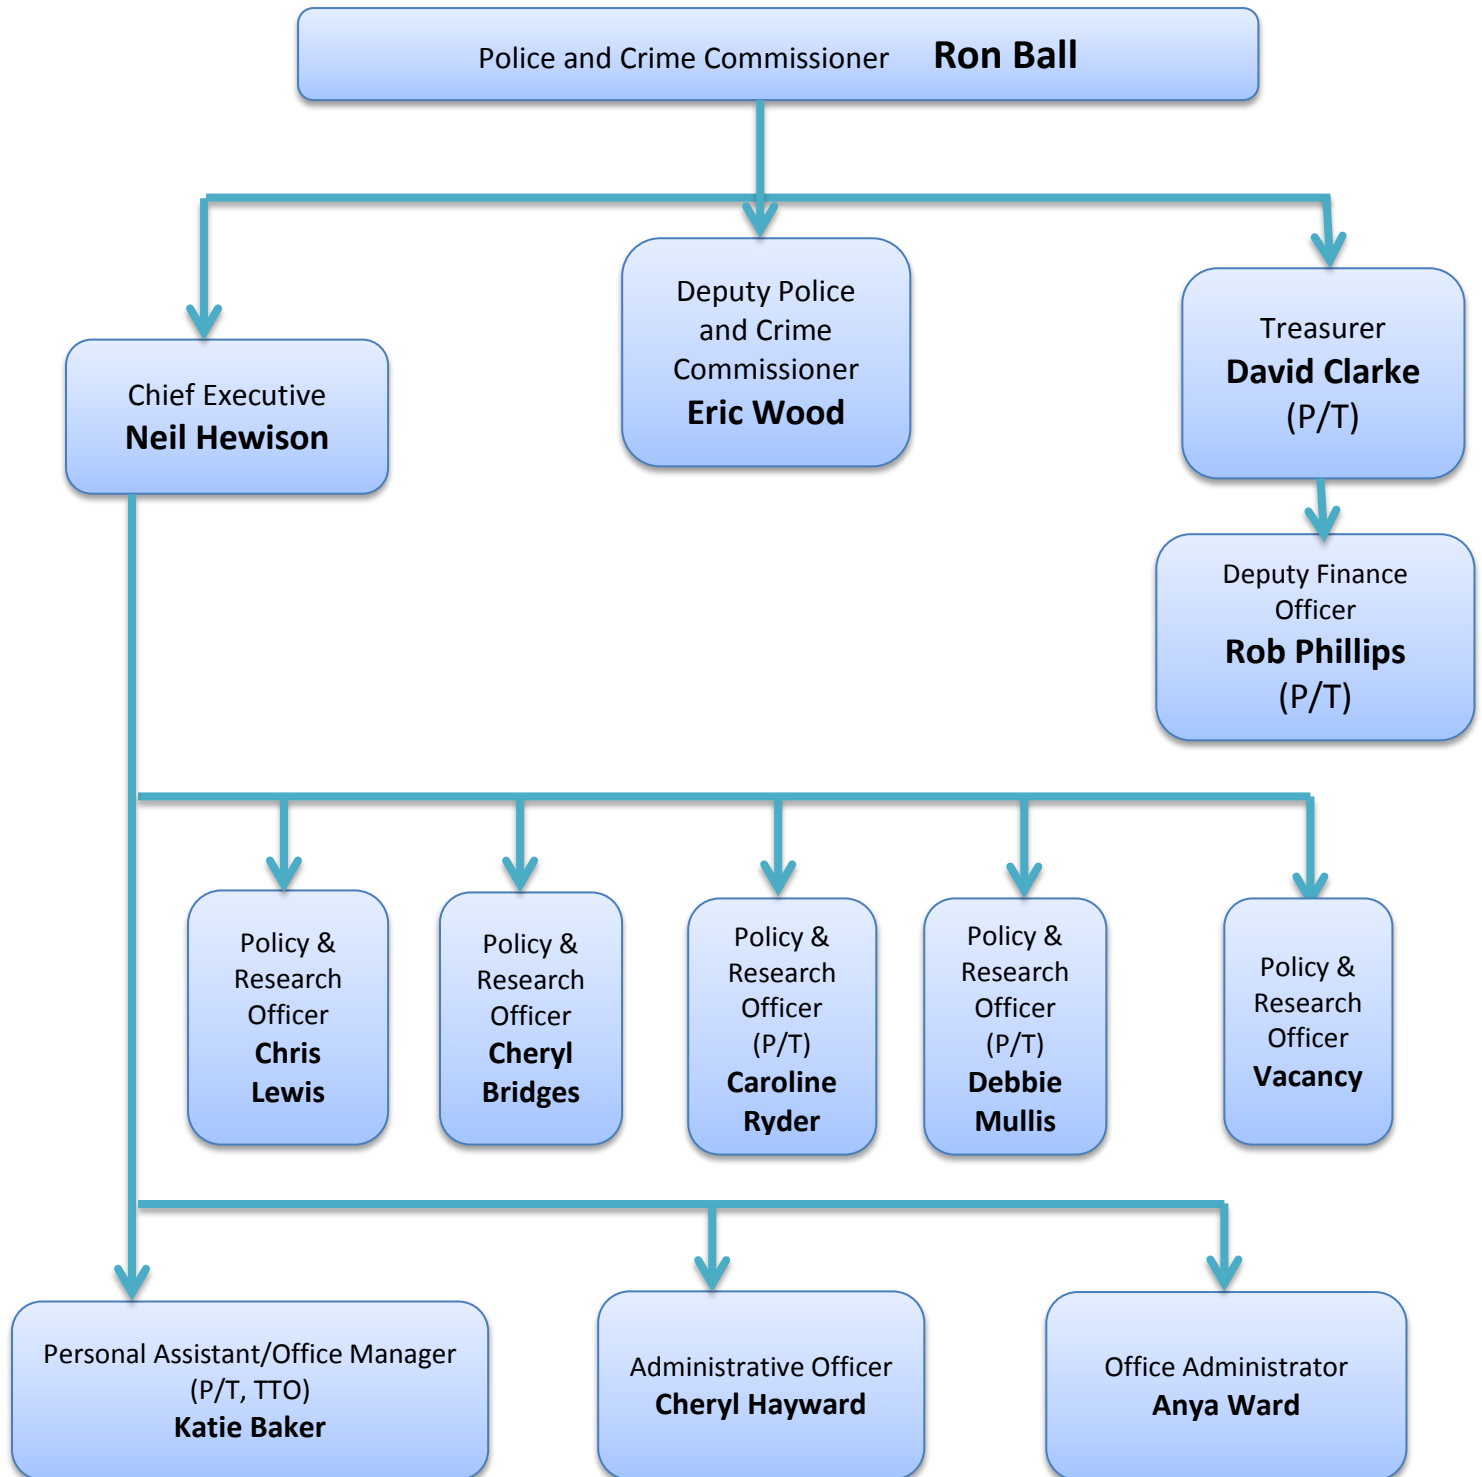 Police and Crime Commissioner Ron Ball
Deputy Police
and Crime
Commissioner
Eric Wood
Treasurer
David Clarke
(P/T)
Chief Executive
Neil Hewison
Deputy Finance
Officer
Rob Phillips
(P/T)
Policy &
Research
Officer
Chris
Lewis
Policy &
Research
Officer
Cheryl
Bridges
Policy &
Research
Officer
(P/T)
Caroline
Ryder
Policy &
Research
Officer
(P/T)
Debbie
Mullis
Policy &
Research
Officer
Vacancy
Personal Assistant/Office Manager
(P/T, TTO)
Katie Baker
Administrative Officer
Cheryl Hayward
Office Administrator
Anya Ward